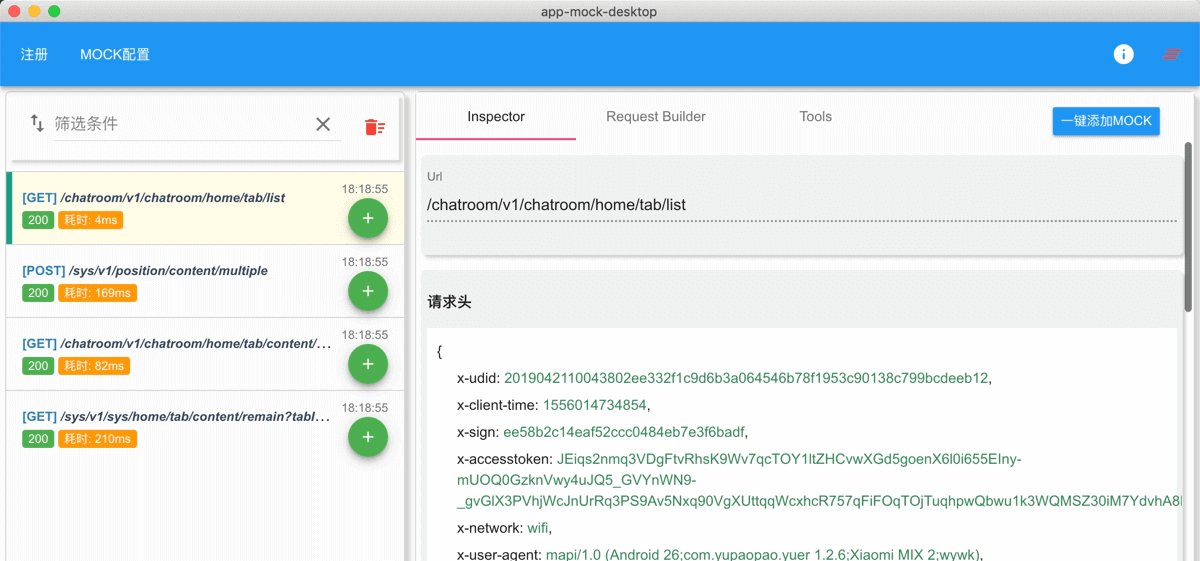 app-mock-desktop
注册
MOCK配置
筛选条件
[GET] /chatroom/v1/chatroom/home/tab/list
18:18:55
200
耗时: 4ms
[POST] /sys/v1/position/content/multiple
18:18:55
200
耗时: 169ms
[GET] /chatroom/v1/chatroom/home/tab/content/...
18:18:55
200
耗时: 82ms
[GET] /sys/v1/sys/home/tab/content/remain?tabI...
18:18:55
200
耗时: 210ms
Inspector
Request Builder
Tools
一键添加MOCK
Url
/chatroom/v1/chatroom/home/tab/list
请求头
{
x-udid: 2019042110043802ee332f1c9d6b3a064546b78f1953c90138c799bcdeeb12,
x-client-time: 1556014734854,
x-sign: ee58b2c14eaf52ccc0484eb7e3f6badf,
x-accesstoken: JEiqs2nmq3VDgFtvRhsK9Wv7qcTOY1ltZHCvwXGd5goenX6l0i655EIny-
mUOQ0GzknVwy4uJQ5_GVYnWN9-
_gvGlX3PVhjWcJnUrRq3PS9Av5Nxq90VgXUttqqWcxhcR757qFiFOqTOjTuqhpwQbwu1k3WQMSZ30iM7YdvhA8
x-network: wifi,
x-user-agent: mapi/1.0 (Android 26;com.yupaopao.yuer 1.2.6;Xiaomi MIX 2;wywk),